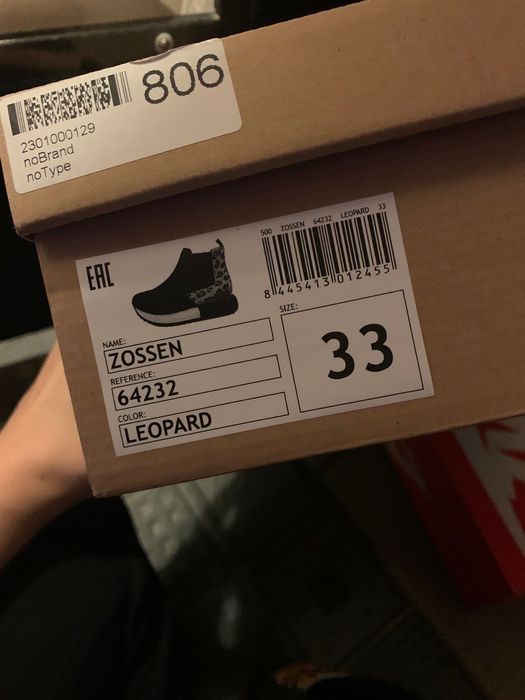 806
2301000129
noBrand
noType
EAC
500 ZOSSEN 64232 LEOPARD 33
8 445413 012455
NAME:
ZOSSEN
REFERENCE:
64232
COLOR:
LEOPARD
SIZE:
33